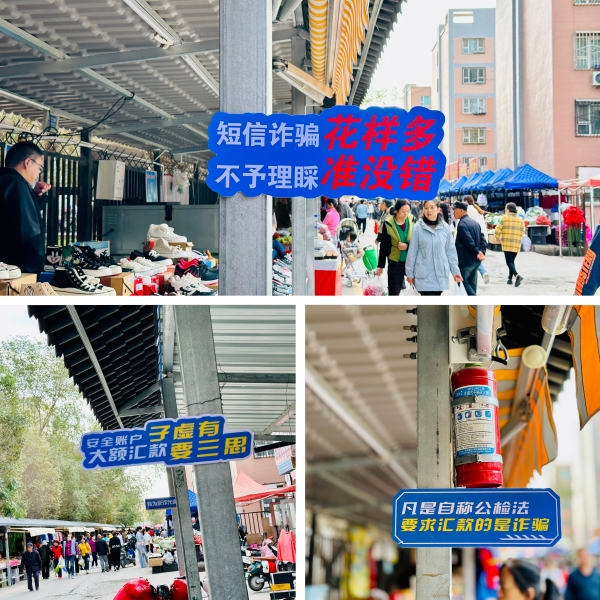 短信诈骗花样多
不予理睬准没错
安全账户子虚有
大额汇款要三思
凡是自称公检法
要求汇款的是诈骗